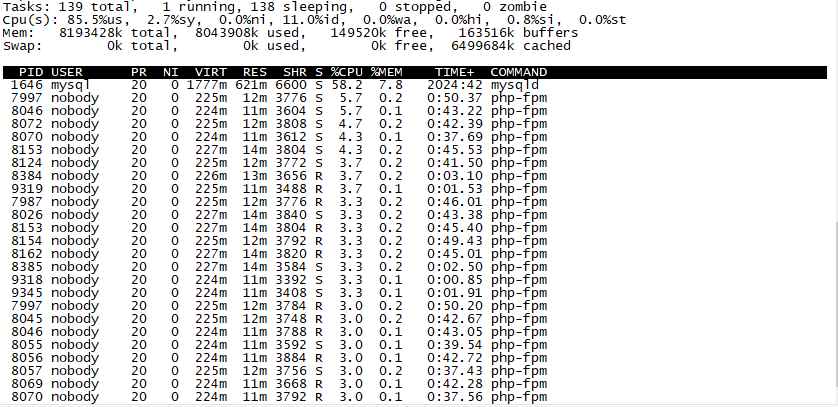 Tasks: 139 total, 1 running, 138 sleeping, 0 stopped, 0 zombie
Cpu(s): 85.5%us, 2.7%sy, 0.0%ni, 11.0%id, 0.0%wa, 0.0%hi, 0.8%si, 0.0%st
Mem: 8193428k total, 8043908k used, 149520k free, 163516k buffers
Swap: 0k total, 0k used, 0k free, 6499684k cached
PID USER PR NI VIRT RES SHR S %CPU %MEM TIME+ COMMAND
1646 mysql 20 0 1777m 621m 6600 S 58.2 7.8 2024:42 mysqld
7997 nobody 20 0 225m 12m 3776 S 5.7 0.2 0:50.37 php-fpm
8046 nobody 20 0 224m 11m 3604 S 5.7 0.1 0:43.22 php-fpm
8072 nobody 20 0 225m 12m 3808 S 4.7 0.2 0:42.39 php-fpm
8070 nobody 20 0 224m 11m 3612 S 4.3 0.1 0:37.69 php-fpm
8153 nobody 20 0 227m 14m 3804 S 4.3 0.2 0:45.53 php-fpm
8124 nobody 20 0 225m 12m 3772 S 3.7 0.2 0:41.50 php-fpm
8384 nobody 20 0 226m 13m 3656 R 3.7 0.2 0:03.10 php-fpm
9319 nobody 20 0 225m 11m 3488 R 3.7 0.1 0:01.53 php-fpm
7987 nobody 20 0 225m 12m 3776 R 3.3 0.2 0:46.01 php-fpm
8026 nobody 20 0 227m 14m 3840 S 3.3 0.2 0:43.38 php-fpm
8153 nobody 20 0 227m 14m 3804 R 3.3 0.2 0:45.40 php-fpm
8154 nobody 20 0 225m 12m 3792 R 3.3 0.2 0:49.43 php-fpm
8162 nobody 20 0 227m 14m 3820 R 3.3 0.2 0:45.01 php-fpm
8385 nobody 20 0 227m 14m 3584 S 3.3 0.2 0:02.50 php-fpm
9318 nobody 20 0 224m 11m 3392 S 3.3 0.1 0:00.85 php-fpm
9345 nobody 20 0 224m 11m 3408 S 3.3 0.1 0:01.91 php-fpm
7997 nobody 20 0 225m 12m 3784 R 3.0 0.2 0:50.20 php-fpm
8045 nobody 20 0 225m 12m 3748 R 3.0 0.2 0:42.67 php-fpm
8046 nobody 20 0 224m 11m 3788 R 3.0 0.1 0:43.05 php-fpm
8055 nobody 20 0 224m 11m 3592 S 3.0 0.1 0:39.54 php-fpm
8056 nobody 20 0 224m 11m 3884 R 3.0 0.1 0:42.72 php-fpm
8057 nobody 20 0 225m 12m 3756 S 3.0 0.2 0:37.43 php-fpm
8069 nobody 20 0 224m 11m 3668 R 3.0 0.1 0:42.28 php-fpm
8070 nobody 20 0 224m 11m 3792 R 3.0 0.1 0:37.56 php-fpm